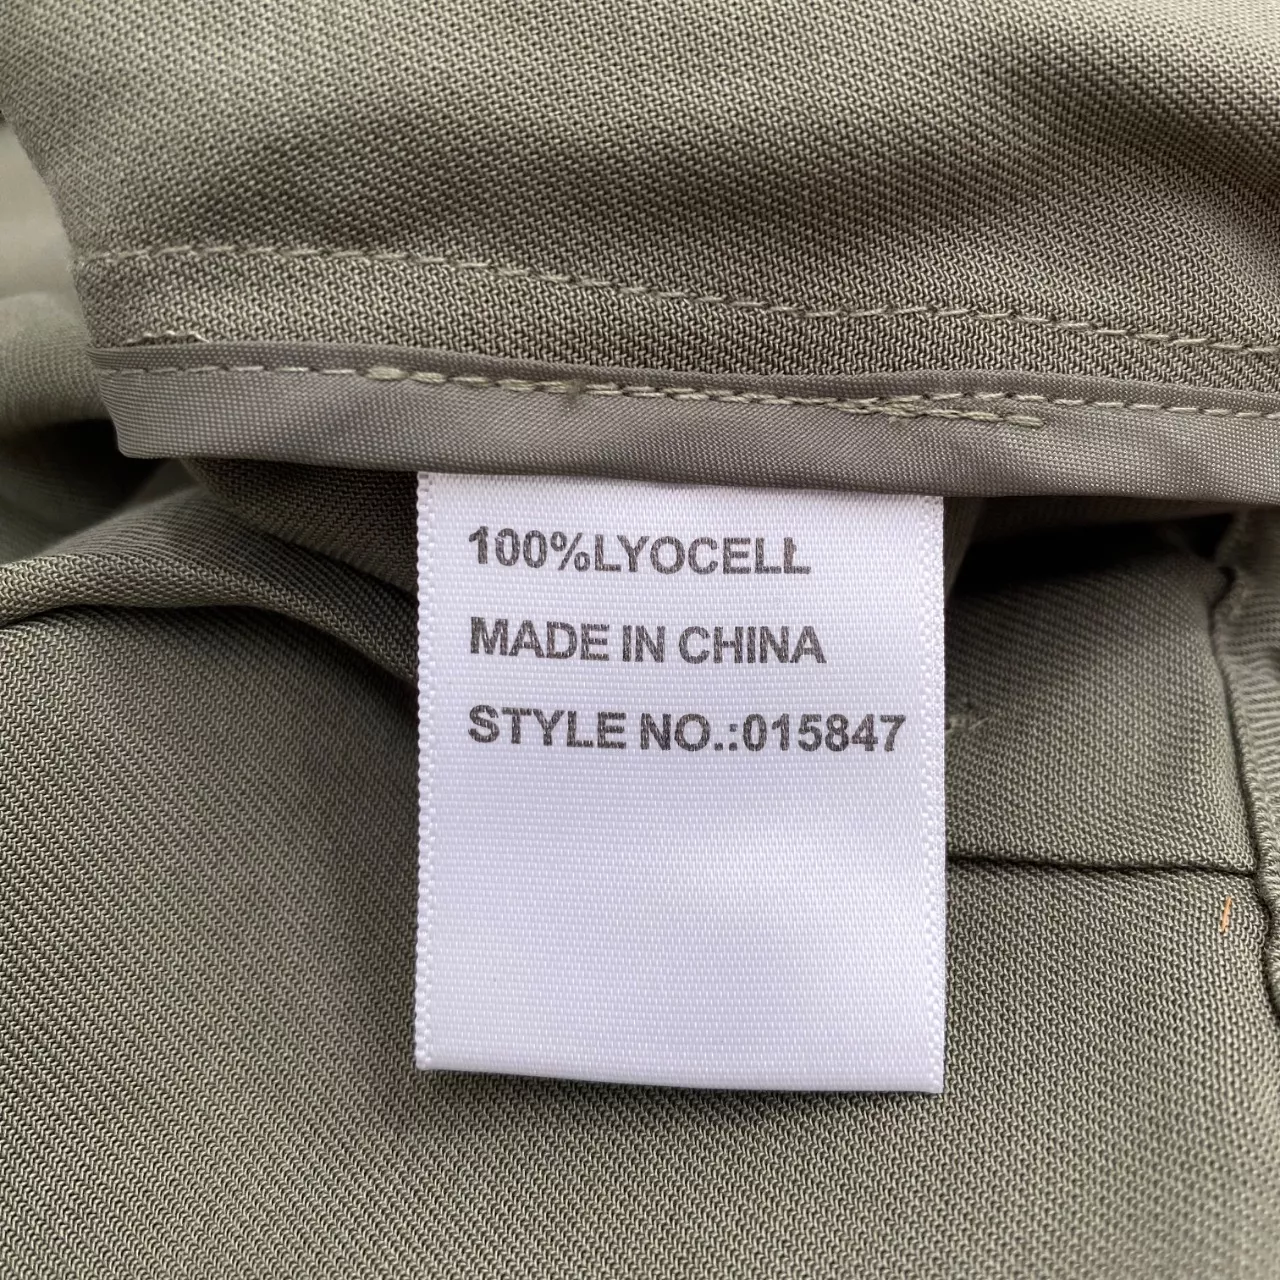 100%LYOCELL
MADE IN CHINA
STYLE NO.:015847